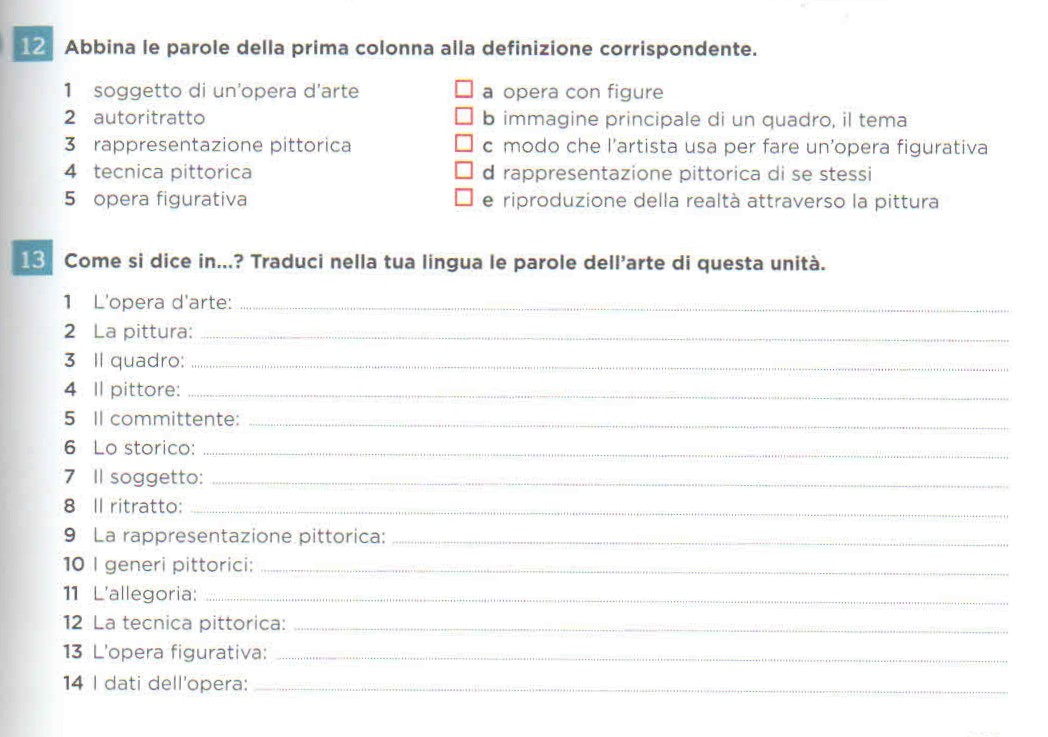 12 Abbina le parole della prima colonna alla definizione corrispondente.
1 soggetto di un'opera d'arte
2 autoritratto
3 rappresentazione pittorica
4 tecnica pittorica
5 opera figurativa
a opera con figure
b immagine principale di un quadro, il tema
c modo che l'artista usa per fare un'opera figurativa
d rappresentazione pittorica di se stessi
e riproduzione della realtà attraverso la pittura
13 Come si dice in...? Traduci nella tua lingua le parole dell'arte di questa unità.
1 L'opera d'arte:
2 La pittura:
3 Il quadro:
4 Il pittore:
5 Il committente:
6 Lo storico:
7 Il soggetto:
8 Il ritratto:
9 La rappresentazione pittorica:
10 I generi pittorici:
11 L'allegoria:
12 La tecnica pittorica:
13 L'opera figurativa:
14 I dati dell'opera: